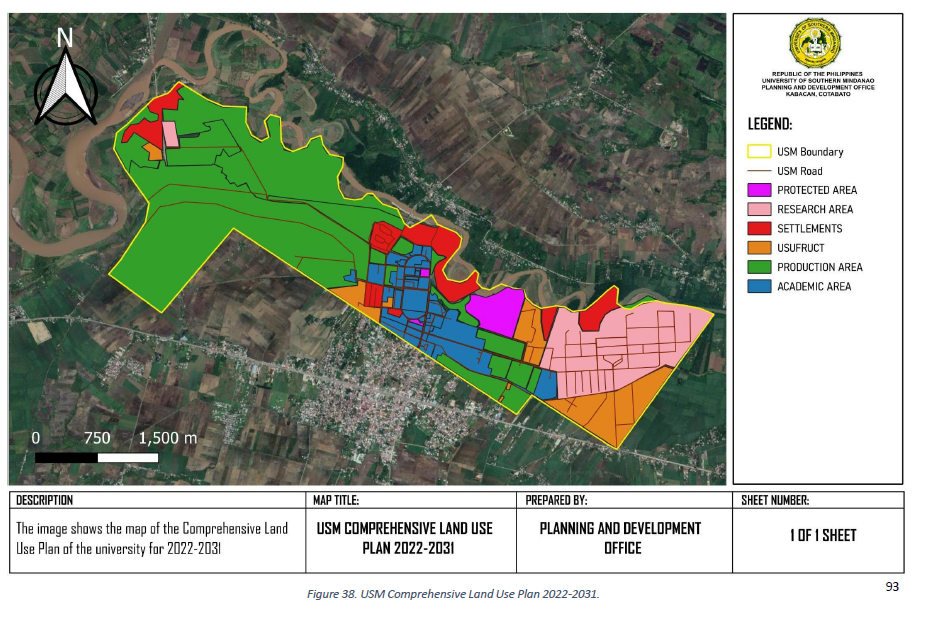 N
0 750 1,500 m
REPUBLIC OF THE PHILIPPINES
UNIVERSITY OF SOUTHERN MINDANAO
PLANNING AND DEVELOPMENT OFFICE
KABACAN, COTABATO
LEGEND:
USM Boundary
USM Road
PROTECTED AREA
RESEARCH AREA
SETTLEMENTS
USUFRUCT
PRODUCTION AREA
ACADEMIC AREA
DESCRIPTION
The image shows the map of the Comprehensive Land
Use Plan of the university for 2022-2031
MAP TITLE:
USM COMPREHENSIVE LAND USE
PLAN 2022-2031
PREPARED BY:
PLANNING AND DEVELOPMENT
OFFICE
SHEET NUMBER:
1 OF 1 SHEET
Figure 38. USM Comprehensive Land Use Plan 2022-2031.
93